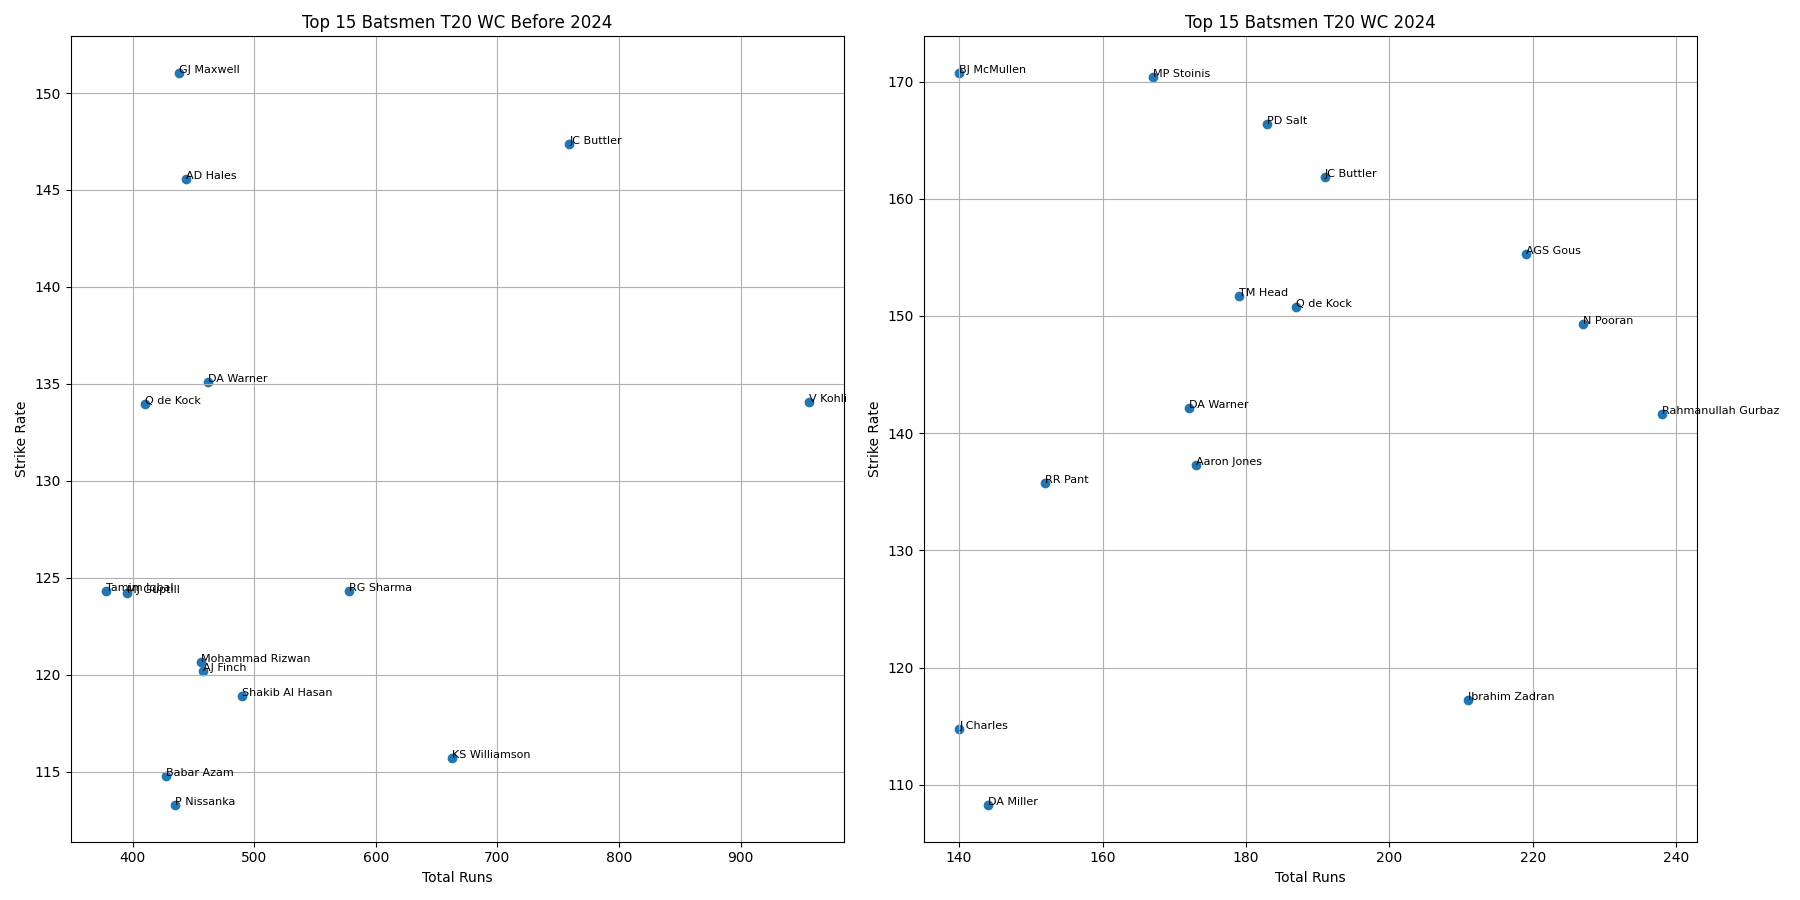 Top 15 Batsmen T20 WC Before 2024
Strike Rate
150
145
140
135
130
125
120
115
GJ Maxwell
JC Buttler
AD Hales
DA Warner
V Kohli
Q de Kock
Tamim Iqbal
MJ Guptill
RG Sharma
Mohammad Rizwan
AJ Finch
Shakib Al Hasan
KS Williamson
Babar Azam
P Nissanka
400 500 600 700 800 900
Total Runs
Top 15 Batsmen T20 WC 2024
Strike Rate
170
160
150
140
130
120
110
BJ McMullen
MP Stoinis
PD Salt
JC Buttler
AGS Gous
TM Head
Q de Kock
N Pooran
DA Warner
Rahmanullah Gurbaz
Aaron Jones
RR Pant
Ibrahim Zadran
J Charles
DA Miller
140 160 180 200 220 240
Total Runs